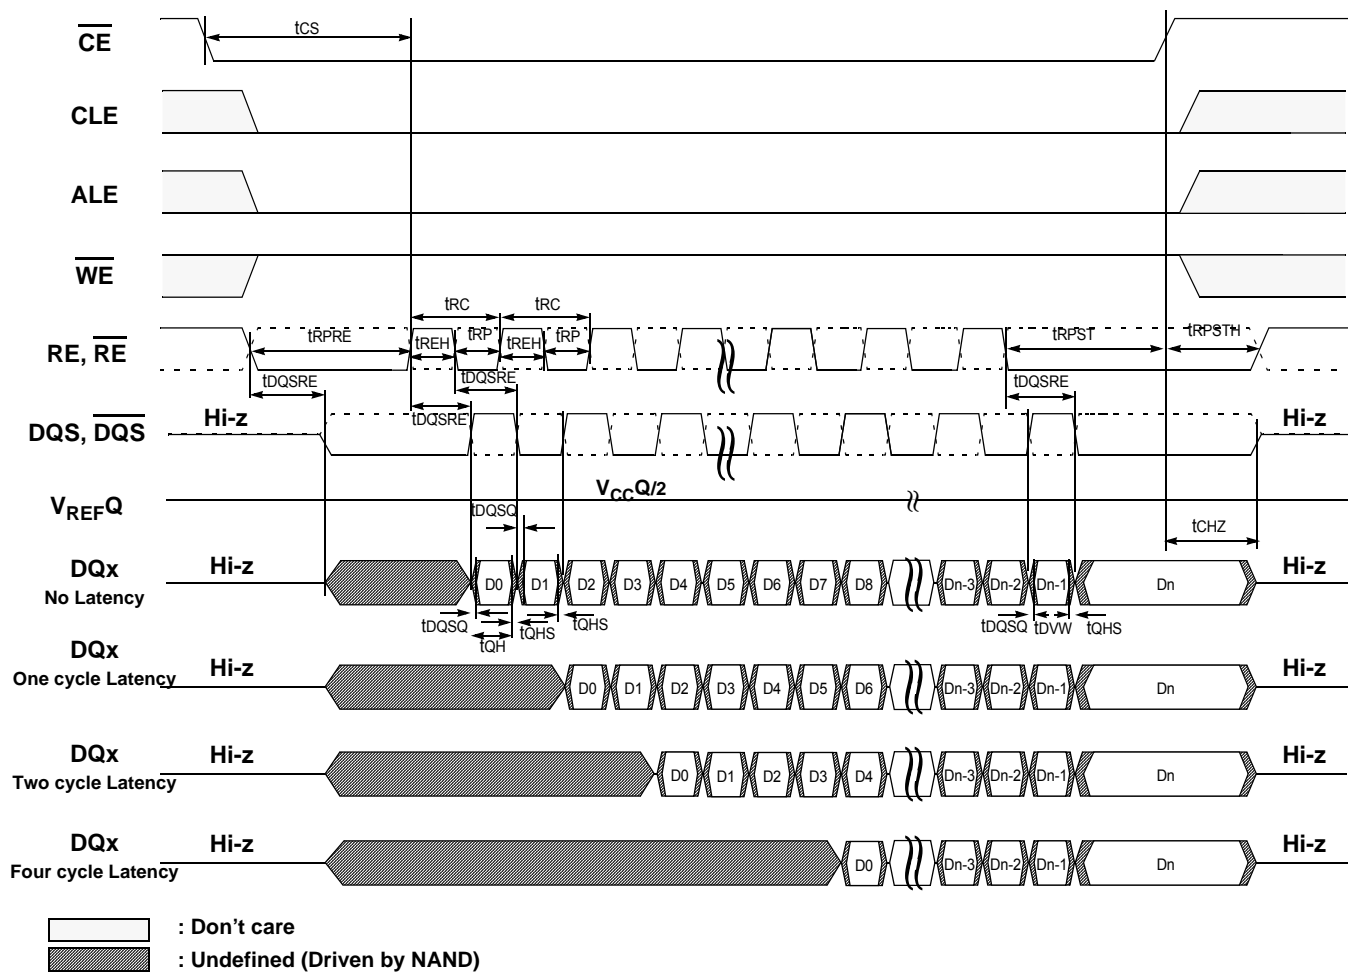 CE
tCS
CLE
ALE
WE
tRC tRC
RE, RE
tRPRE tREH tRP tREH tRP tRPST tRPSTH
tDQSRE tDQSRE tDQSRE
tDQSRE
DQS, DQS Hi-z Hi-z
VREFQ VCCQ/2
tDQSQ tCHZ
DQx No Latency
Hi-z D0 D1 D2 D3 D4 D5 D6 D7 D8 Dn-3 Dn-2 Dn-1 Dn Hi-z
tDQSQ tQHS tQHS tDQSQ tDVW tQHS
tQH
DQx
One cycle Latency Hi-z D0 D1 D2 D3 D4 D5 D6 Dn-3 Dn-2 Dn-1 Dn Hi-z
DQx
Two cycle Latency Hi-z D0 D1 D2 D3 D4 Dn-3 Dn-2 Dn-1 Dn Hi-z
DQx
Four cycle Latency Hi-z D0 Dn-3 Dn-2 Dn-1 Dn Hi-z
: Don't care
: Undefined (Driven by NAND)